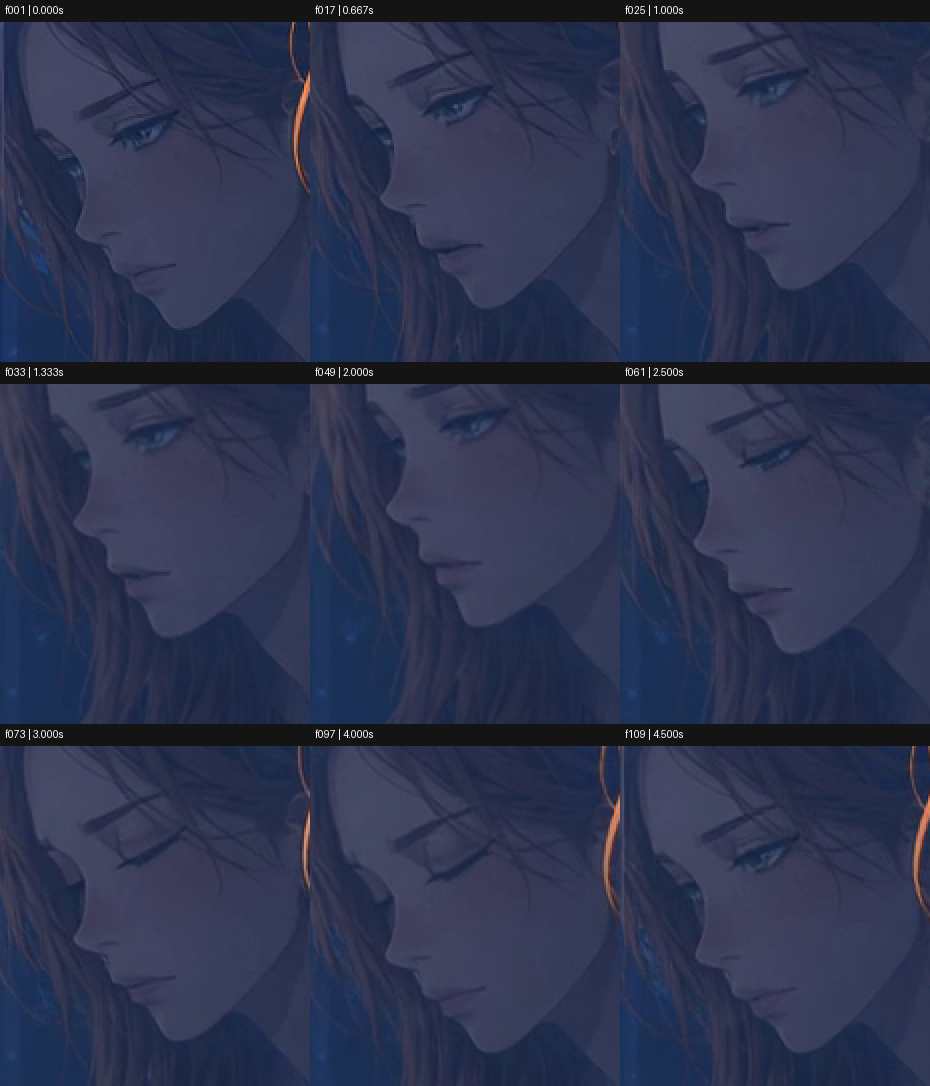 f001 | 0.000s
f017 | 0.667s
f025 | 1.000s
f033 | 1.333s
f049 | 2.000s
f061 | 2.500s
f073 | 3.000s
f097 | 4.000s
f109 | 4.500s